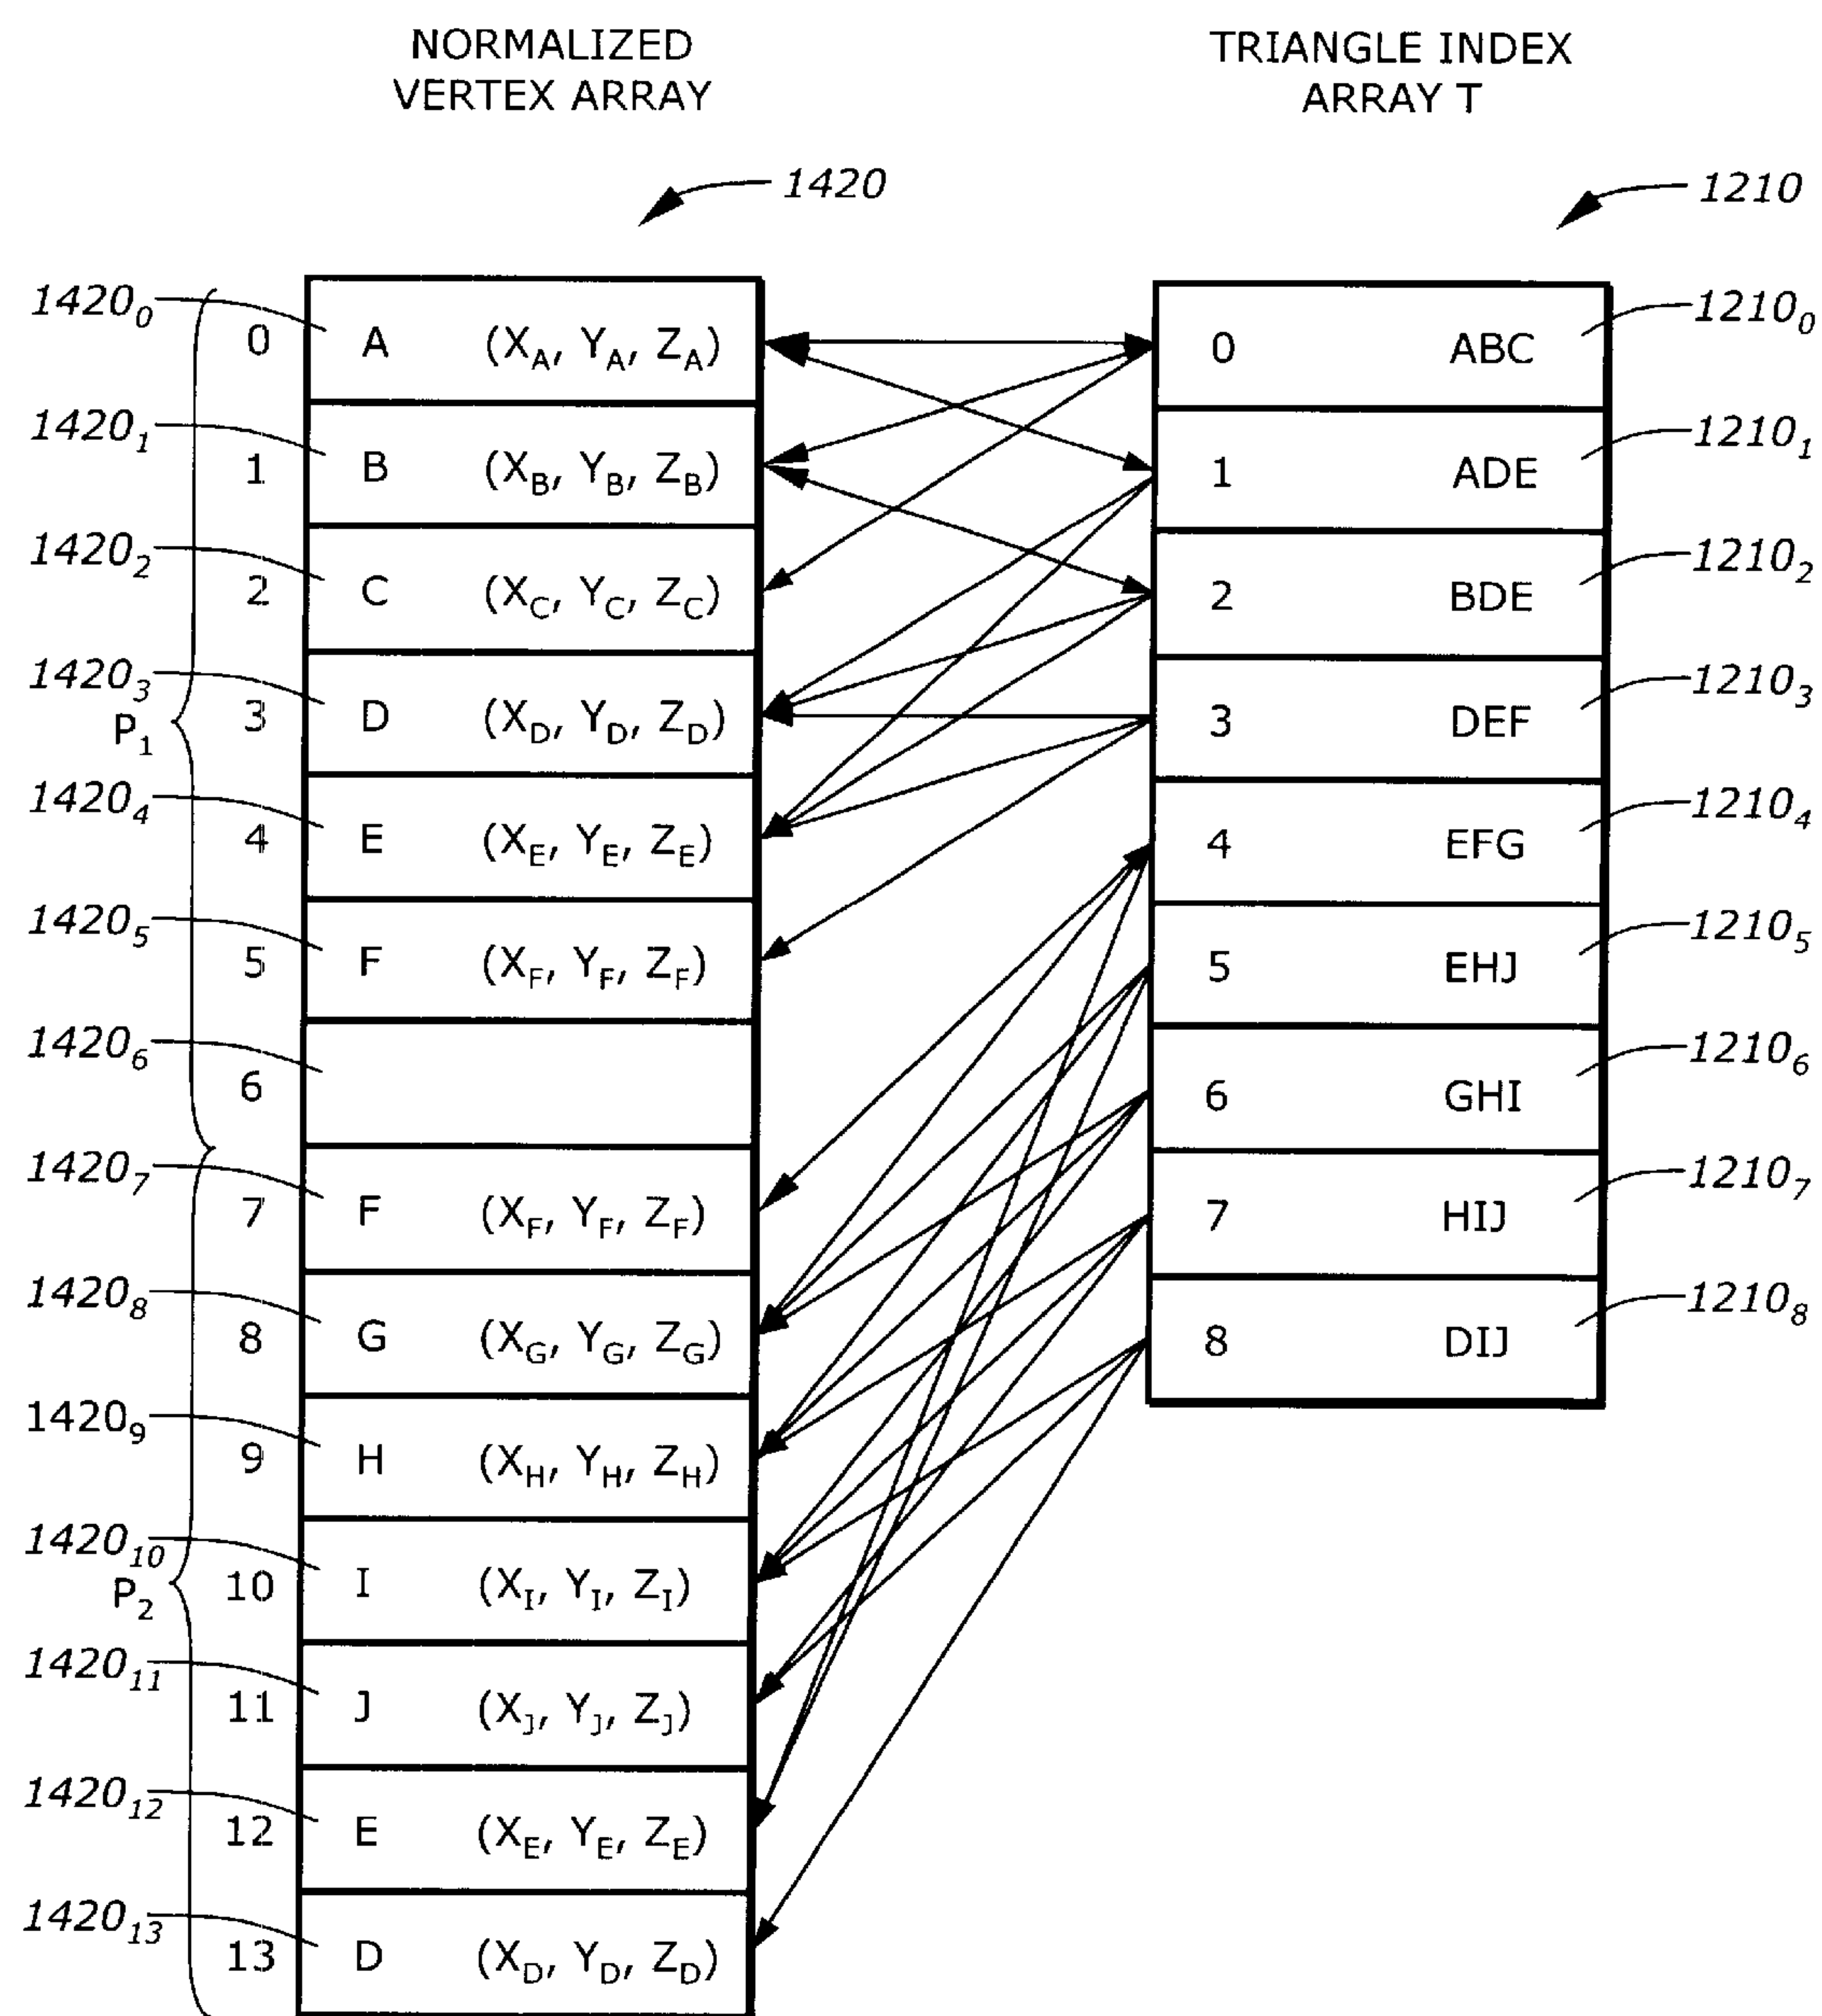 NORMALIZED
VERTEX ARRAY
TRIANGLE INDEX
ARRAY T
1420
1210
1420₀
0 A (X_A, Y_A, Z_A)
1420₁
1 B (X_B, Y_B, Z_B)
1420₂
2 C (X_C, Y_C, Z_C)
1420₃
P₁
3 D (X_D, Y_D, Z_D)
1420₄
4 E (X_E, Y_E, Z_E)
1420₅
5 F (X_F, Y_F, Z_F)
1420₆
6
1420₇
7 F (X_F, Y_F, Z_F)
1420₈
8 G (X_G, Y_G, Z_G)
1420₉
9 H (X_H, Y_H, Z_H)
1420₁₀
P₂
10 I (X_I, Y_I, Z_I)
1420₁₁
11 J (X_J, Y_J, Z_J)
1420₁₂
12 E (X_E, Y_E, Z_E)
1420₁₃
13 D (X_D, Y_D, Z_D)
0 ABC 1210₀
1 ADE 1210₁
2 BDE 1210₂
3 DEF 1210₃
4 EFG 1210₄
5 EHJ 1210₅
6 GHI 1210₆
7 HIJ 1210₇
8 DIJ 1210₈